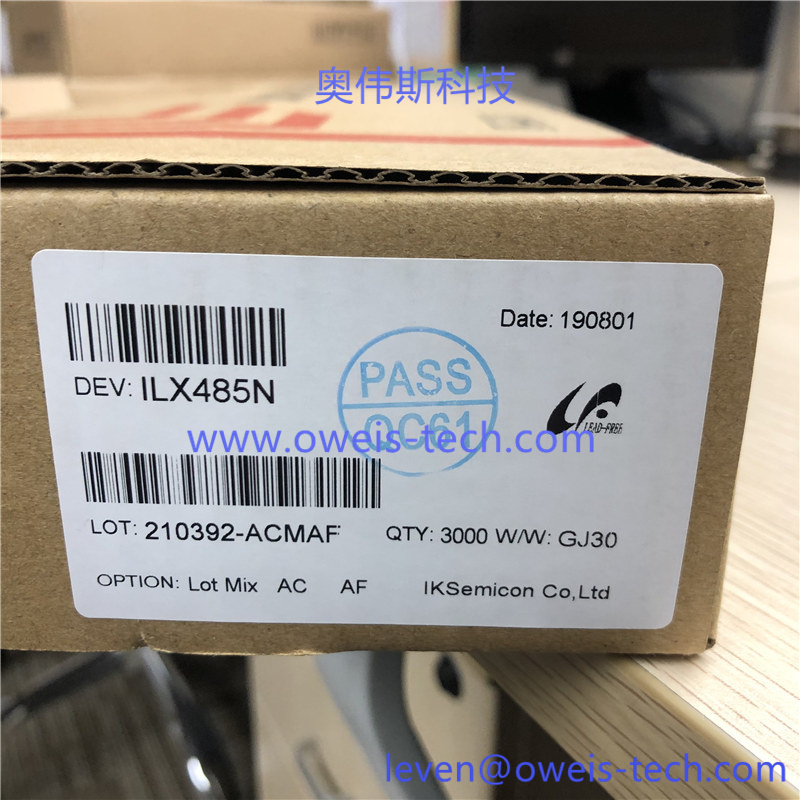 奥伟斯科技
Date: 190801
DEV: ILX485N
PASS
QC61
LEAD-FREE
www.oweis-tech.com
LOT: 210392-ACMAF
QTY: 3000 W/W: GJ30
OPTION: Lot Mix AC AF IKSemicon Co,Ltd
leven@oweis-tech.com